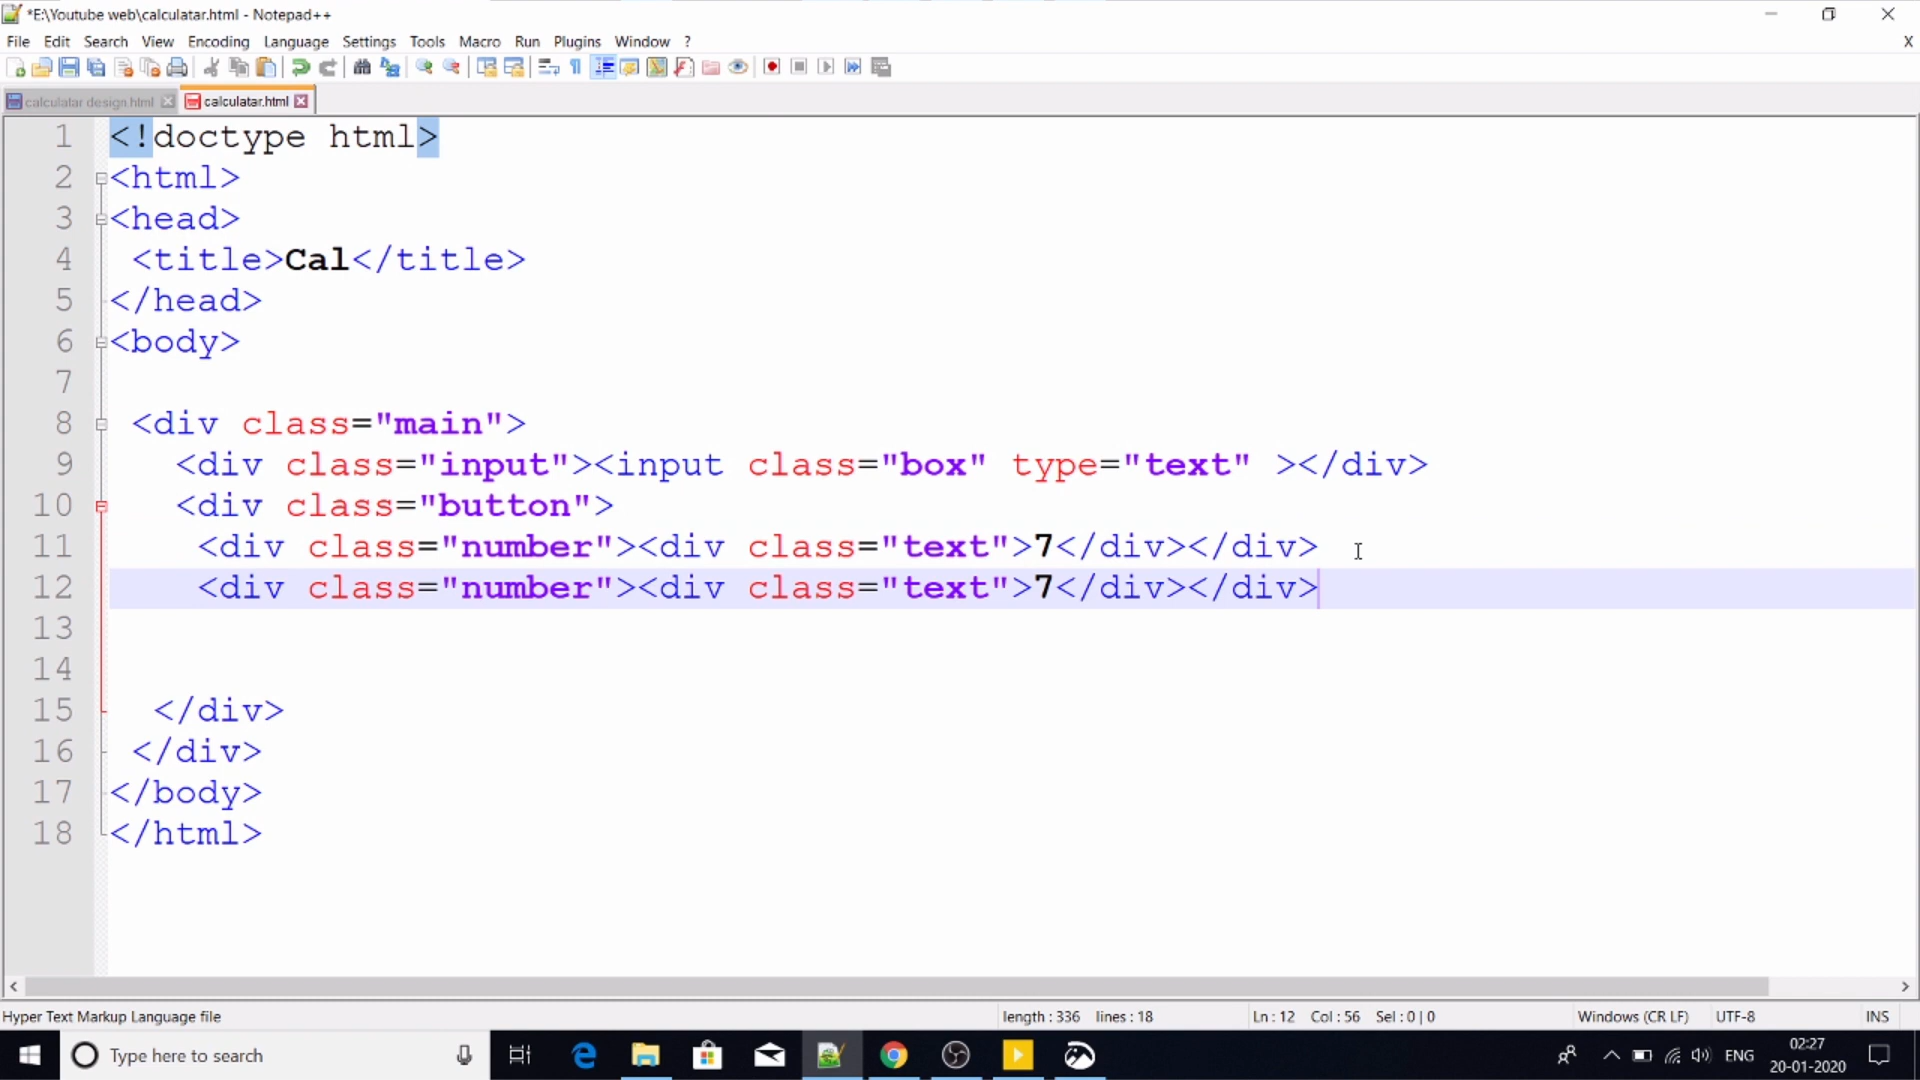 *E:\Youtube web\calculatar.html - Notepad++
File Edit Search View Encoding Language Settings Tools Macro Run Plugins Window ? X
calculatar design.html calculatar.html
1 <!doctype html>
2 <html>
3 <head>
4 <title>Cal</title>
5 </head>
6 <body>
7
8 <div class="main">
9 <div class="input"><input class="box" type="text" ></div>
10 <div class="button">
11 <div class="number"><div class="text">7</div></div>
12 <div class="number"><div class="text">7</div></div>
13
14
15 </div>
16 </div>
17 </body>
18 </html>
Hyper Text Markup Language file length : 336 lines : 18 Ln : 12 Col : 56 Sel : 0 | 0 Windows (CR LF) UTF-8 INS
Type here to search ENG 02:27
20-01-2020